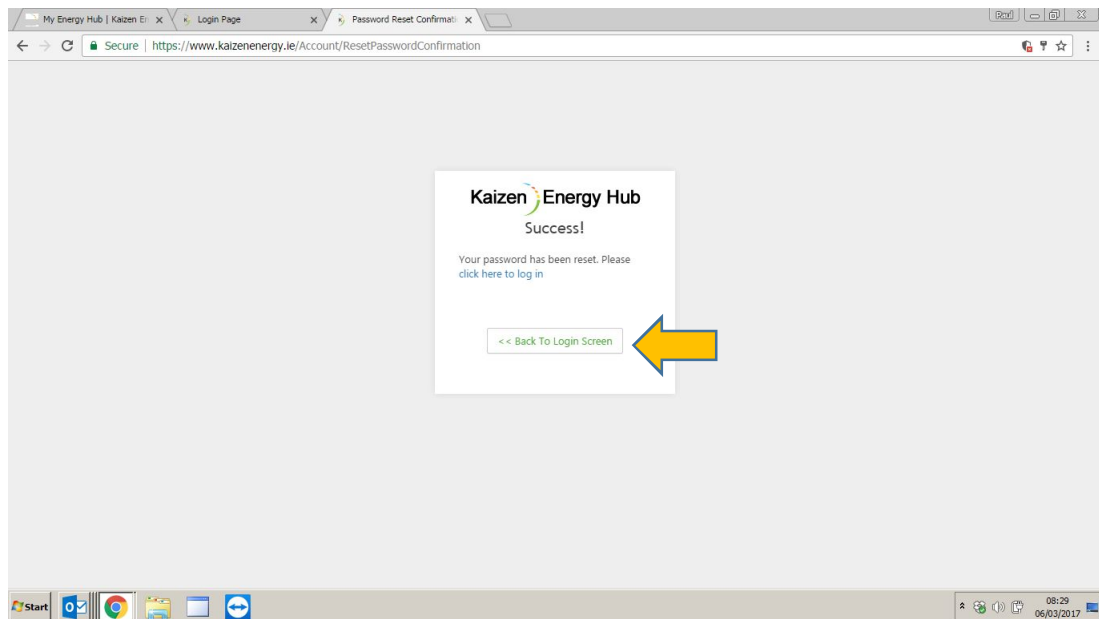 My Energy Hub | Kaizen En
Login Page
Password Reset Confirmati
Paul
Secure | https://www.kaizenenergy.ie/Account/ResetPasswordConfirmation
Kaizen Energy Hub
Success!
Your password has been reset. Please
click here to log in
<< Back To Login Screen
Start
08:29
06/03/2017